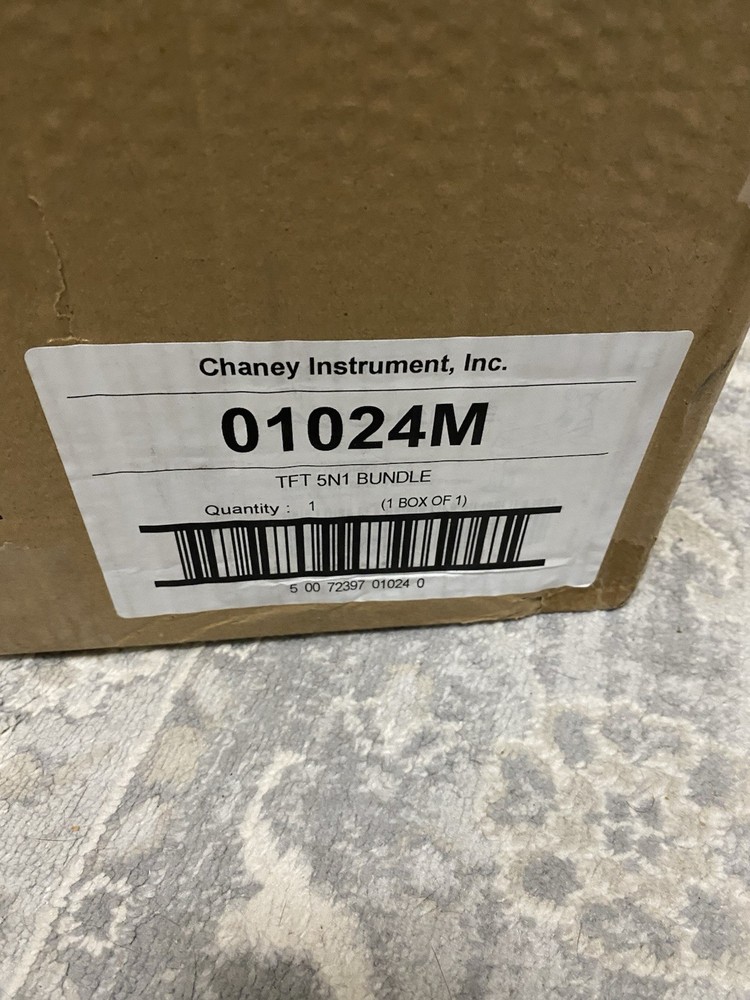 Chaney Instrument, Inc.
01024M
TFT 5N1 BUNDLE
Quantity : 1 (1 BOX OF 1)
5 00 72397 01024 0